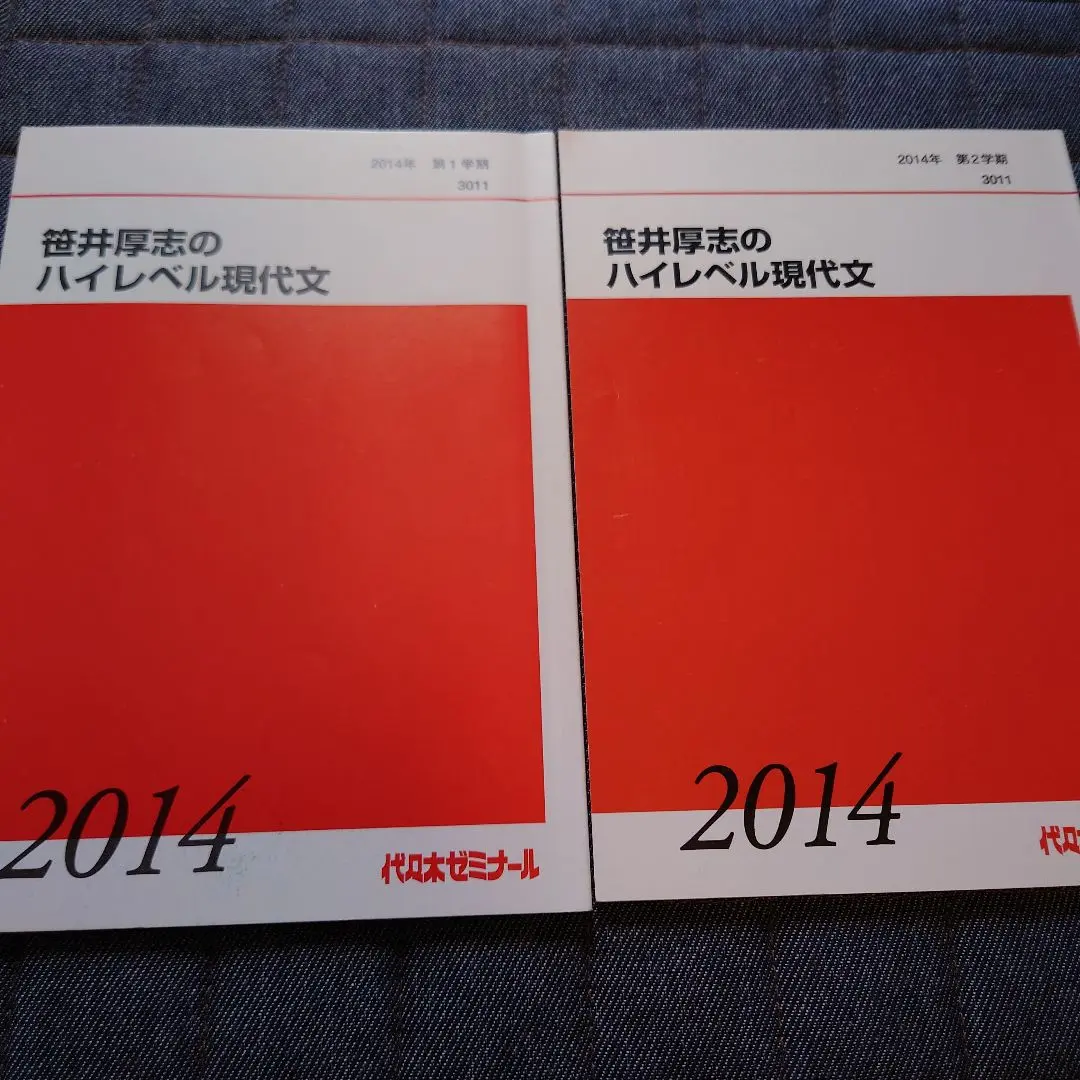 2014年 第1学期
3011
笹井厚志の
ハイレベル現代文
2014
代々木ゼミナール
2014年 第2学期
3011
笹井厚志の
ハイレベル現代文
2014
代々